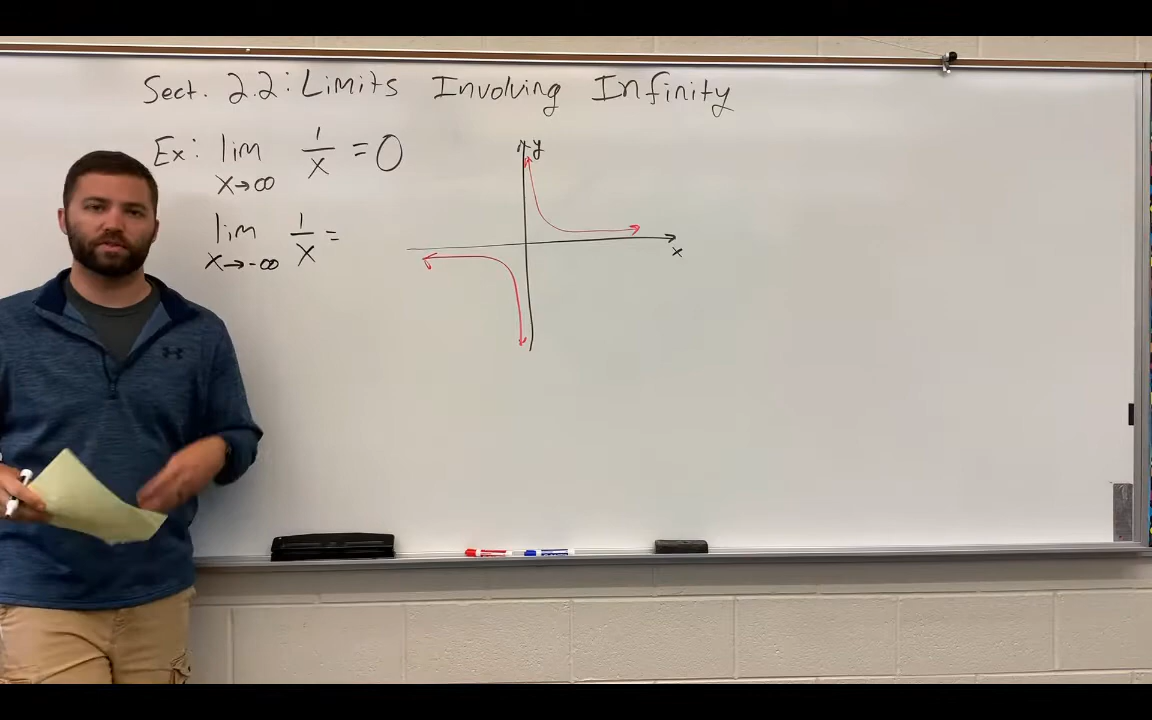 Sect. 2.2: Limits Involving Infinity
Ex: lim x→∞ 1/x = 0
lim x→-∞ 1/x =
y
x